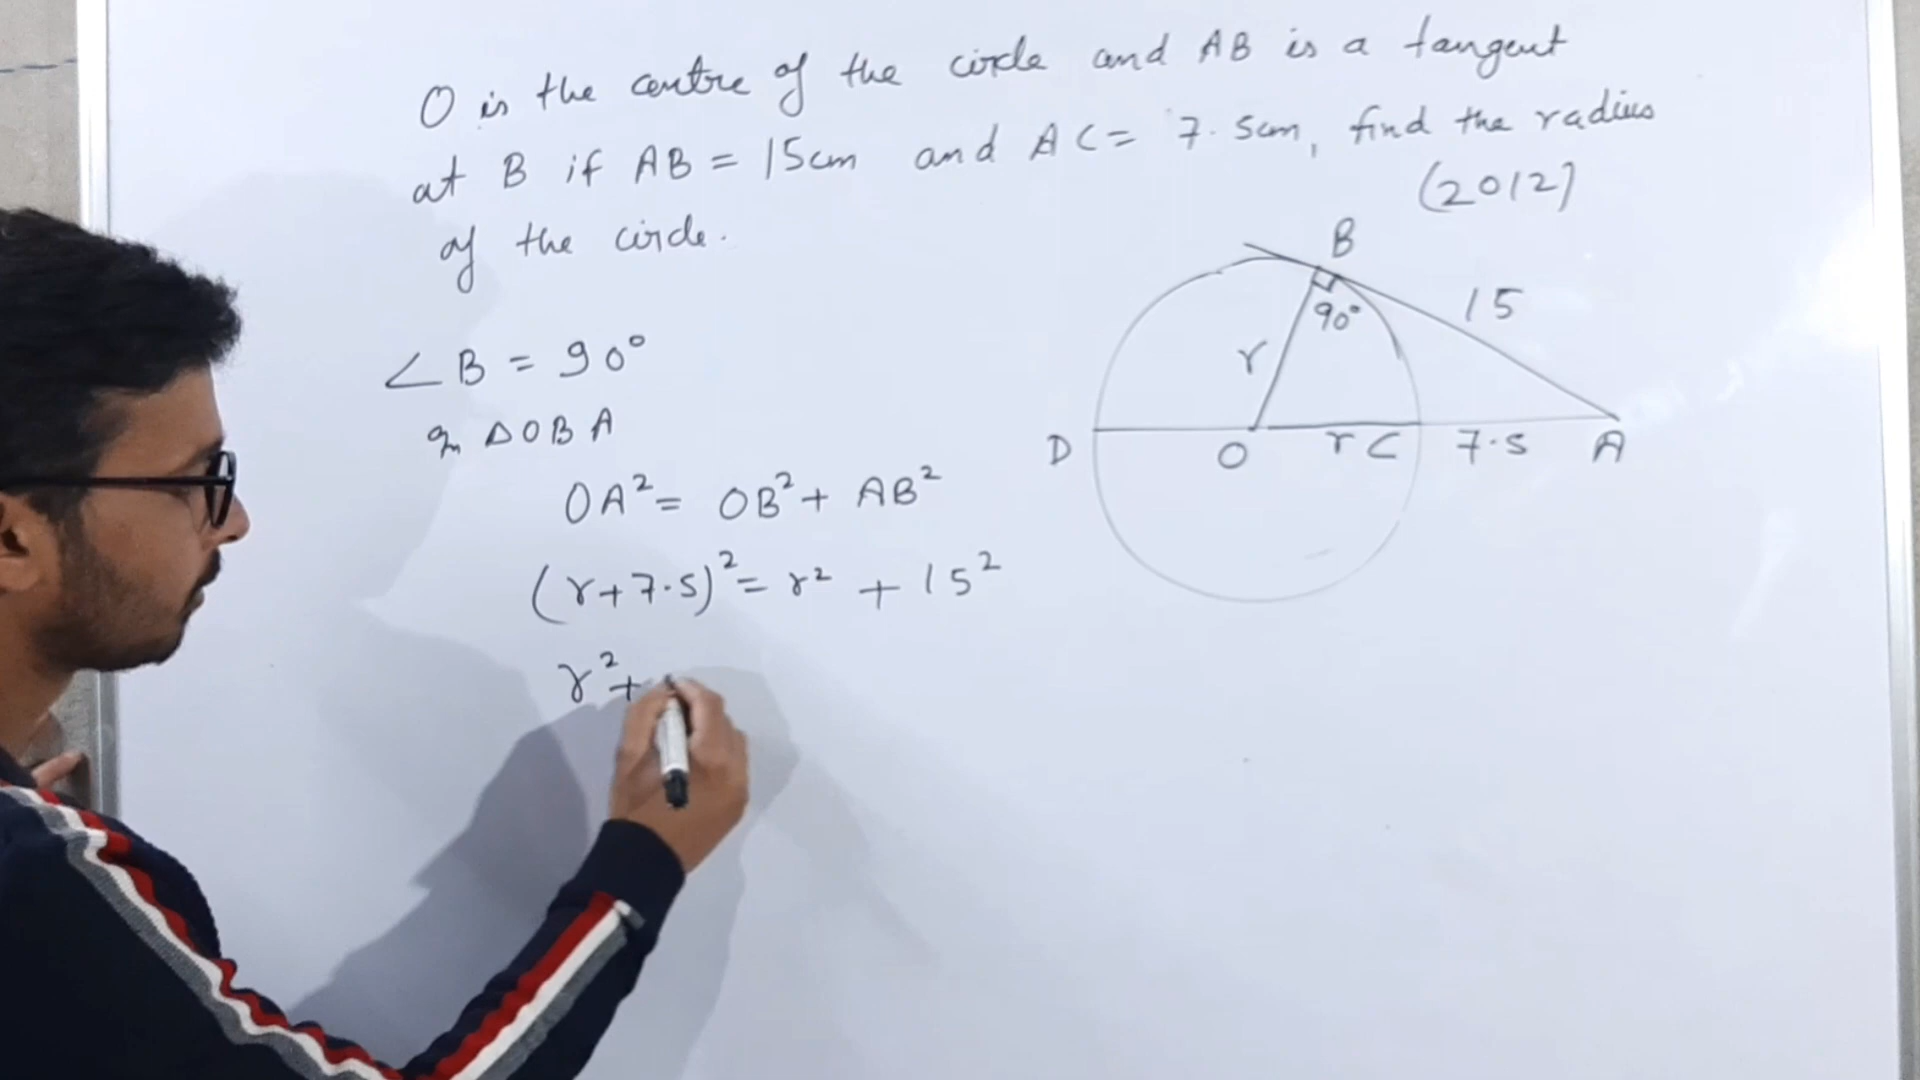 O is the centre of the circle and AB is a tangent
at B if AB = 15cm and AC = 7.5cm, find the radius
of the circle.
(2012)
B
90°
15
r
D
O
r
C
7.5
A
∠B = 90°
In △OBA
OA² = OB² + AB²
(r+7.5)² = r² + 15²
r² +